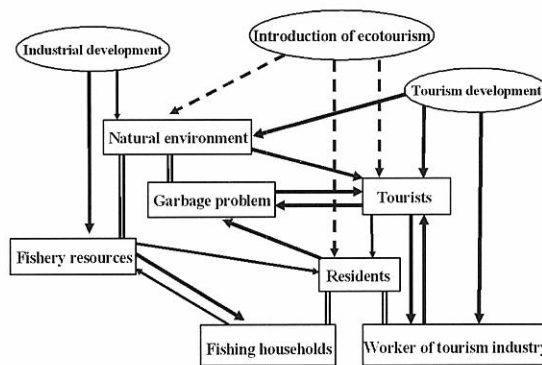 Introduction of ecotourism
Industrial development
Tourism development
Natural environment
Garbage problem
Tourists
Fishery resources
Residents
Fishing households
Worker of tourism industry